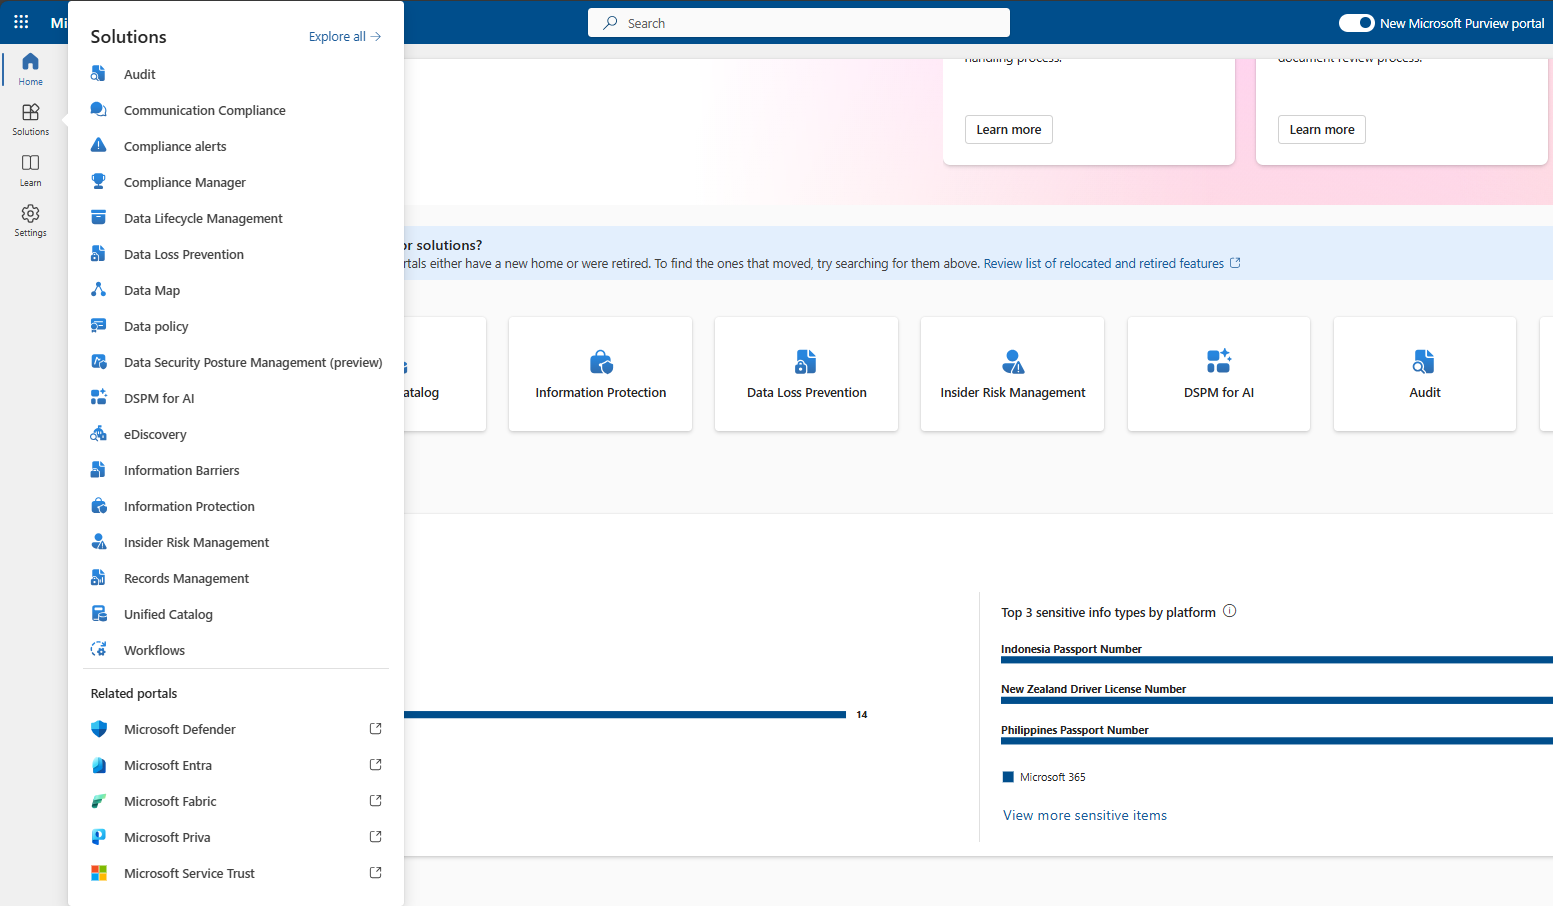 Mi
Search
New Microsoft Purview portal
Home
Solutions
Learn
Settings
Solutions
Explore all
Audit
Communication Compliance
Compliance alerts
Compliance Manager
Data Lifecycle Management
Data Loss Prevention
Data Map
Data policy
Data Security Posture Management (preview)
DSPM for AI
eDiscovery
Information Barriers
Information Protection
Insider Risk Management
Records Management
Unified Catalog
Workflows
Related portals
Microsoft Defender
Microsoft Entra
Microsoft Fabric
Microsoft Priva
Microsoft Service Trust
handling process.
Learn more
document review process.
Learn more
or solutions?
rtals either have a new home or were retired. To find the ones that moved, try searching for them above. Review list of relocated and retired features
atalog
Information Protection
Data Loss Prevention
Insider Risk Management
DSPM for AI
Audit
14
Top 3 sensitive info types by platform
Indonesia Passport Number
New Zealand Driver License Number
Philippines Passport Number
Microsoft 365
View more sensitive items